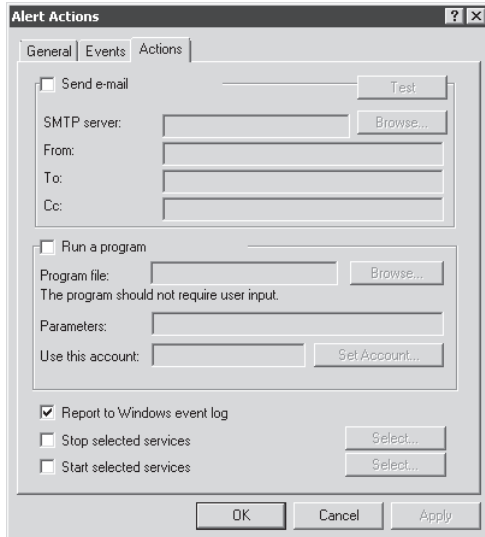 Alert Actions
General Events Actions
Send e-mail Test
SMTP server: Browse...
From:
To:
Cc:
Run a program
Program file: Browse...
The program should not require user input.
Parameters:
Use this account: Set Account...
Report to Windows event log
Stop selected services Select...
Start selected services Select...
OK Cancel Apply